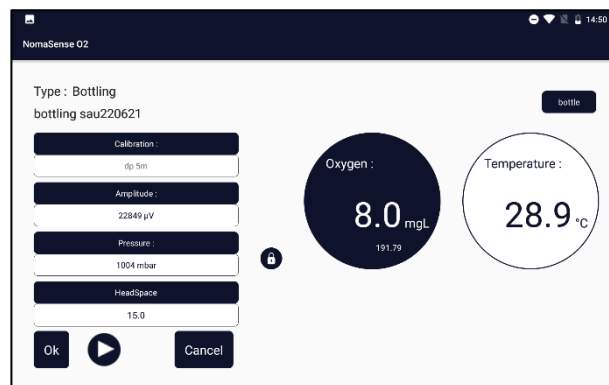 14:50
NomaSense O2
Type : Bottling
bottling sau220621
bottle
Calibration :
dp 5m
Amplitude :
22849 µV
Pressure :
1004 mbar
HeadSpace
15.0
Ok
Cancel
Oxygen :
8.0 mgL
191.79
Temperature :
28.9 °C